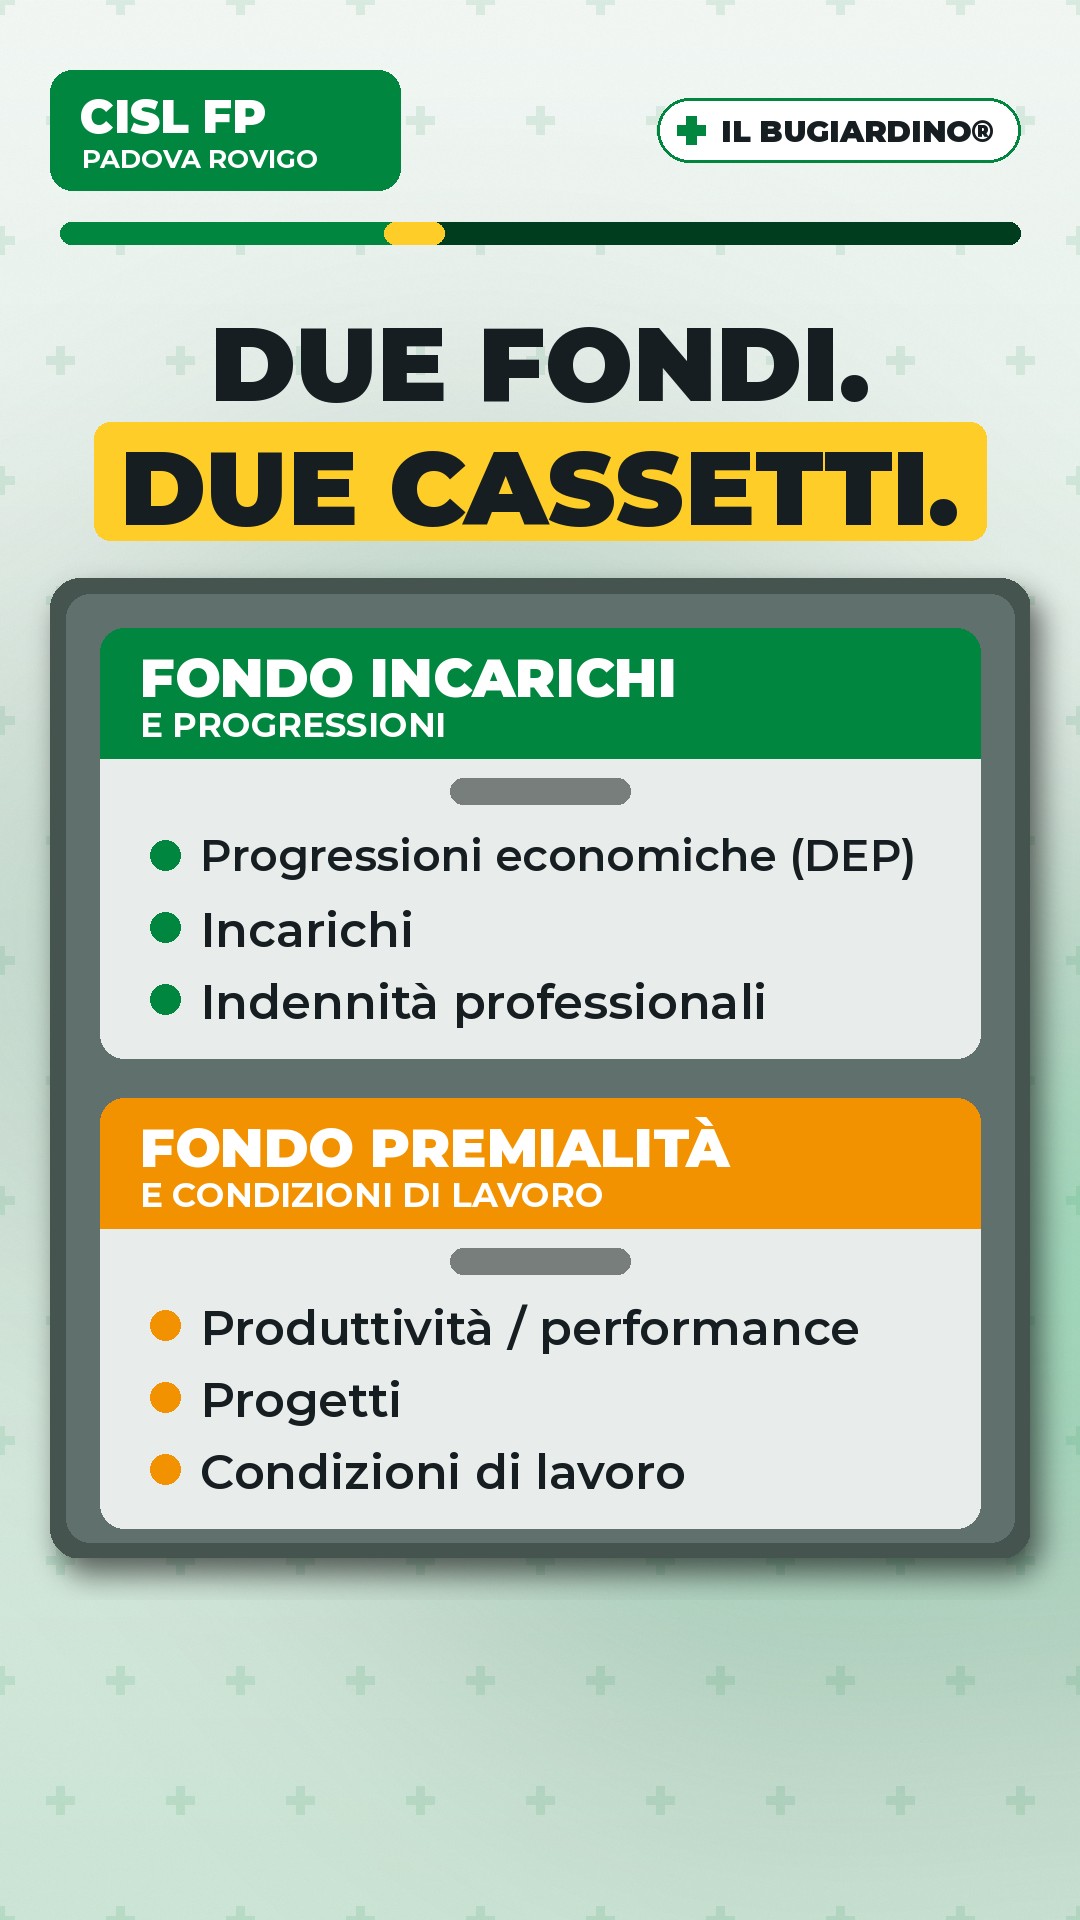 CISL FP
PADOVA ROVIGO
IL BUGIARDINO®
DUE FONDI.
DUE CASSETTI.
FONDO INCARICHI
E PROGRESSIONI
Progressioni economiche (DEP)
Incarichi
Indennità professionali
FONDO PREMIALITÀ
E CONDIZIONI DI LAVORO
Produttività / performance
Progetti
Condizioni di lavoro